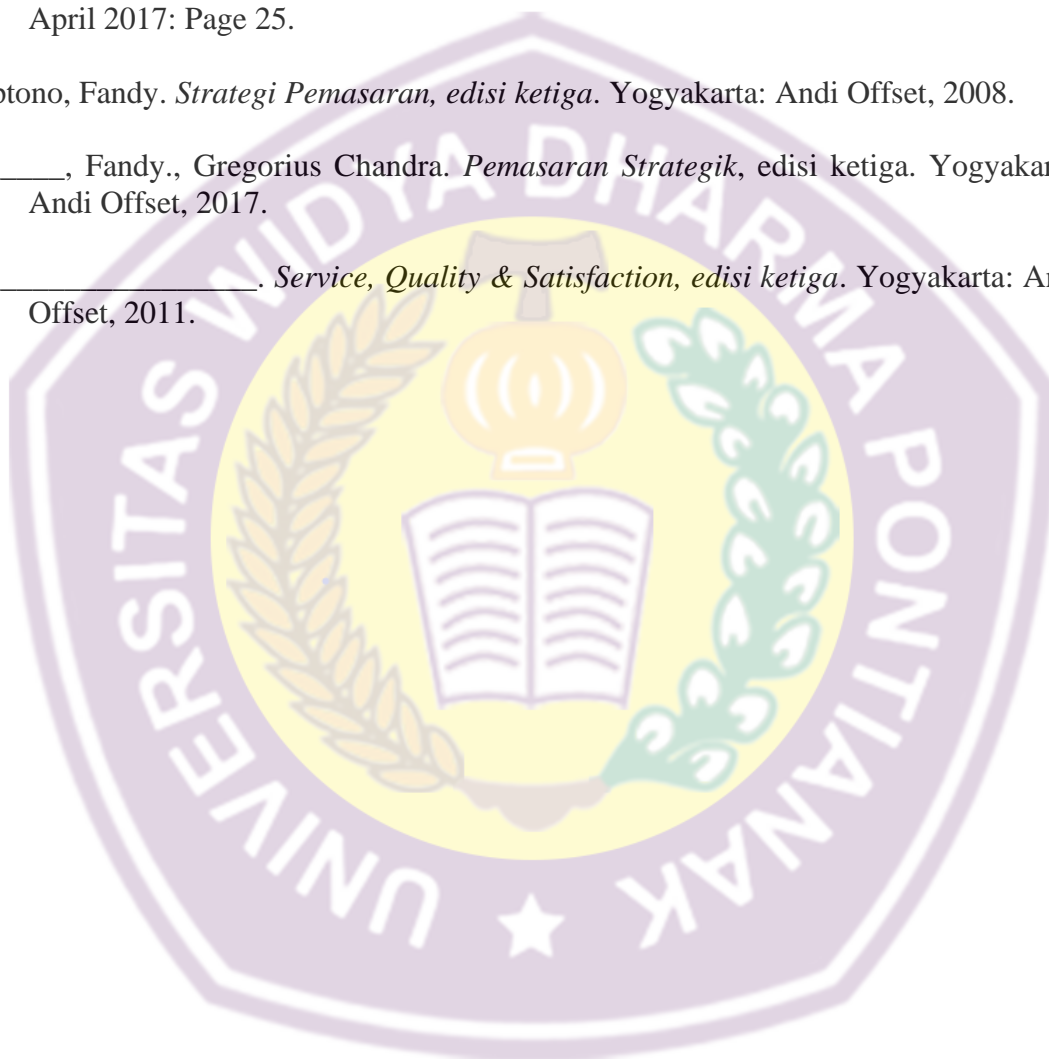 April 2017: Page 25.
ptono, Fandy. Strategi Pemasaran, edisi ketiga. Yogyakarta: Andi Offset, 2008.
____, Fandy., Gregorius Chandra. Pemasaran Strategik, edisi ketiga. Yogyakar
Andi Offset, 2017.
________________. Service, Quality & Satisfaction, edisi ketiga. Yogyakarta: An
Offset, 2011.
UNIVERSITAS WIDYA DHARMA PONTIANAK